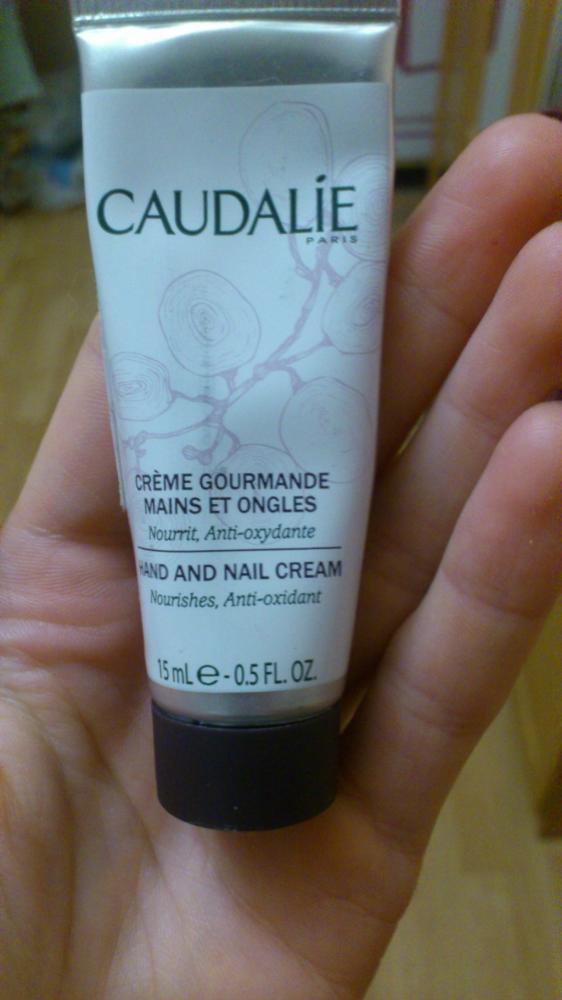 CAUDALÍE
PARIS
CRÈME GOURMANDE
MAINS ET ONGLES
Nourrit, Anti-oxydante
HAND AND NAIL CREAM
Nourishes, Anti-oxidant
15 mL e - 0.5 FL. OZ.